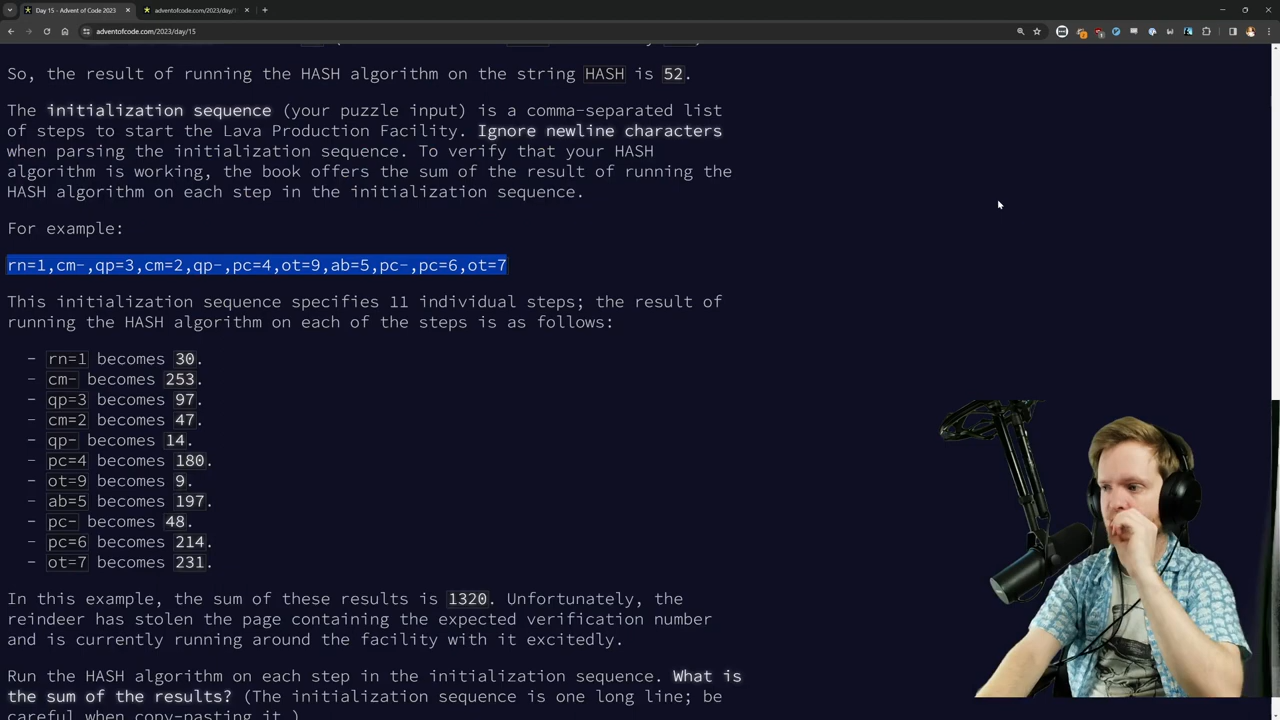 Day 15 - Advent of Code 2023
adventofcode.com/2023/day/1
adventofcode.com/2023/day/15
So, the result of running the HASH algorithm on the string HASH is 52.
The initialization sequence (your puzzle input) is a comma-separated list
of steps to start the Lava Production Facility. Ignore newline characters
when parsing the initialization sequence. To verify that your HASH
algorithm is working, the book offers the sum of the result of running the
HASH algorithm on each step in the initialization sequence.
For example:
rn=1,cm-,qp=3,cm=2,qp-,pc=4,ot=9,ab=5,pc-,pc=6,ot=7
This initialization sequence specifies 11 individual steps; the result of
running the HASH algorithm on each of the steps is as follows:
- rn=1 becomes 30.
- cm- becomes 253.
- qp=3 becomes 97.
- cm=2 becomes 47.
- qp- becomes 14.
- pc=4 becomes 180.
- ot=9 becomes 9.
- ab=5 becomes 197.
- pc- becomes 48.
- pc=6 becomes 214.
- ot=7 becomes 231.
In this example, the sum of these results is 1320. Unfortunately, the
reindeer has stolen the page containing the expected verification number
and is currently running around the facility with it excitedly.
Run the HASH algorithm on each step in the initialization sequence. What is
the sum of the results? (The initialization sequence is one long line; be
careful when copy-pasting it.)